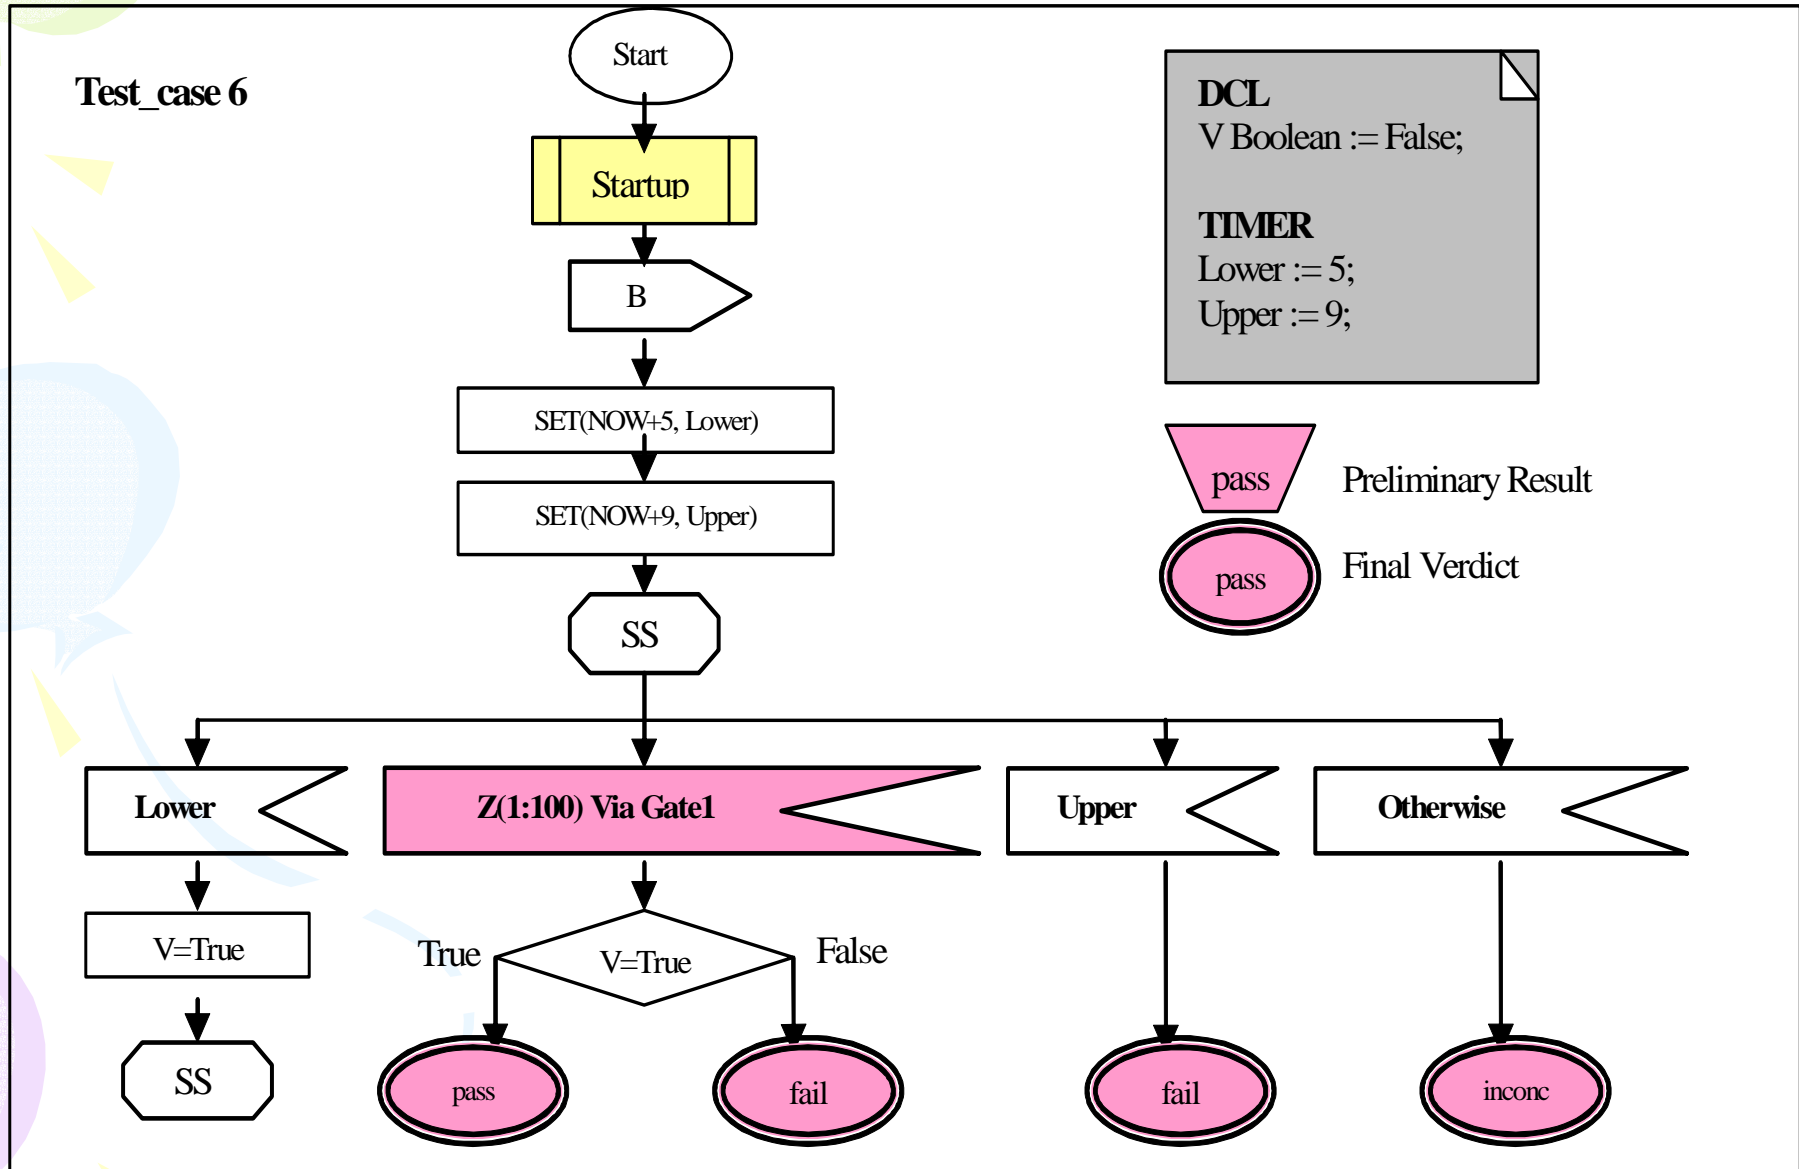 Test_case 6
Start
Startup
B
SET(NOW+5, Lower)
SET(NOW+9, Upper)
SS
DCL
V Boolean := False;
TIMER
Lower := 5;
Upper := 9;
pass
Preliminary Result
pass
Final Verdict
Lower
Z(1:100) Via Gate1
Upper
Otherwise
V=True
True
V=True
False
SS
pass
fail
fail
inconc